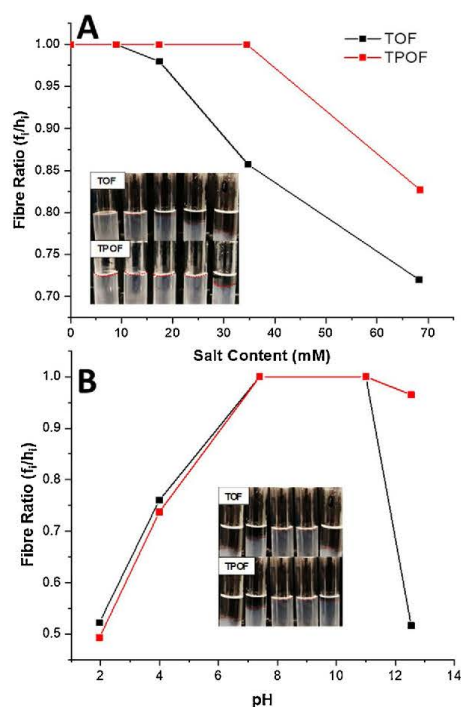 A
TOF
TPOF
1.00
0.95
0.90
0.85
0.80
0.75
0.70
Fibre Ratio (fᵢ/hᵢ)
TOF
TPOF
0 10 20 30 40 50 60 70
Salt Content (mM)
B
1.0
0.9
0.8
0.7
0.6
0.5
Fibre Ratio (fᵢ/hᵢ)
TOF
TPOF
2 4 6 8 10 12 14
pH